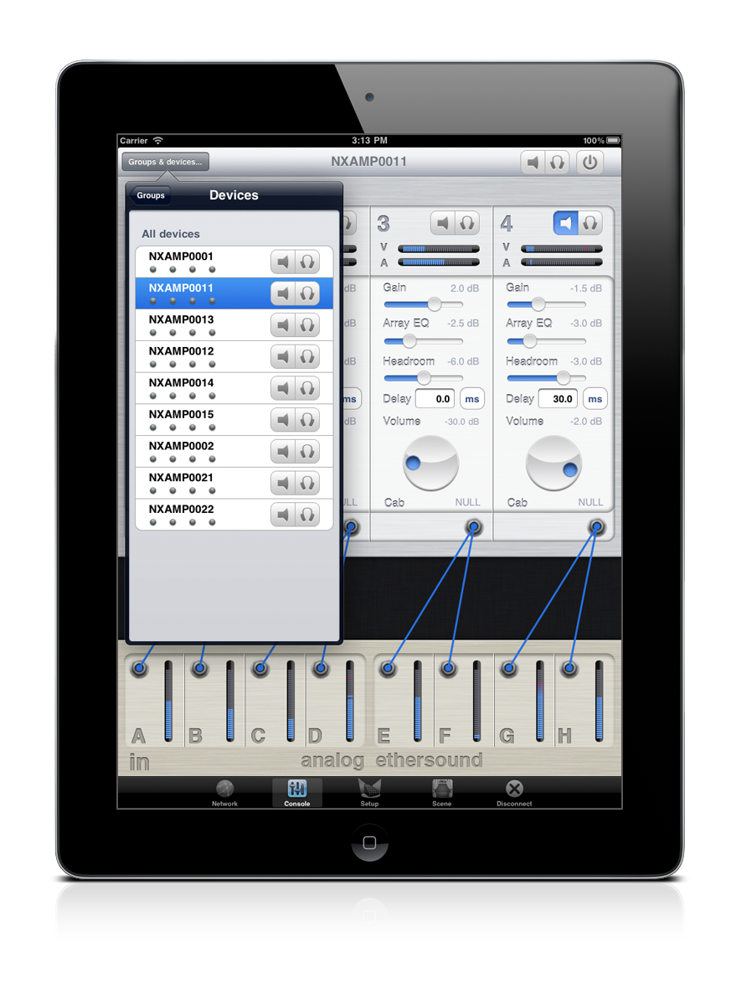 Carrier 3:13 PM 100%
Groups & devices... NXAMP0011
Groups Devices
All devices
NXAMP0001
NXAMP0011
NXAMP0013
NXAMP0012
NXAMP0014
NXAMP0015
NXAMP0002
NXAMP0021
NXAMP0022
dB
dB
dB
ms
dB
ULL
3
V
A
Gain 2.0 dB
Array EQ -2.5 dB
Headroom -6.0 dB
Delay 0.0 ms
Volume -30.0 dB
Cab NULL
4
V
A
Gain -1.5 dB
Array EQ -3.0 dB
Headroom -3.0 dB
Delay 30.0 ms
Volume -2.0 dB
Cab NULL
A B C D E F G H
in analog ethersound
Network Console Setup Scene Disconnect